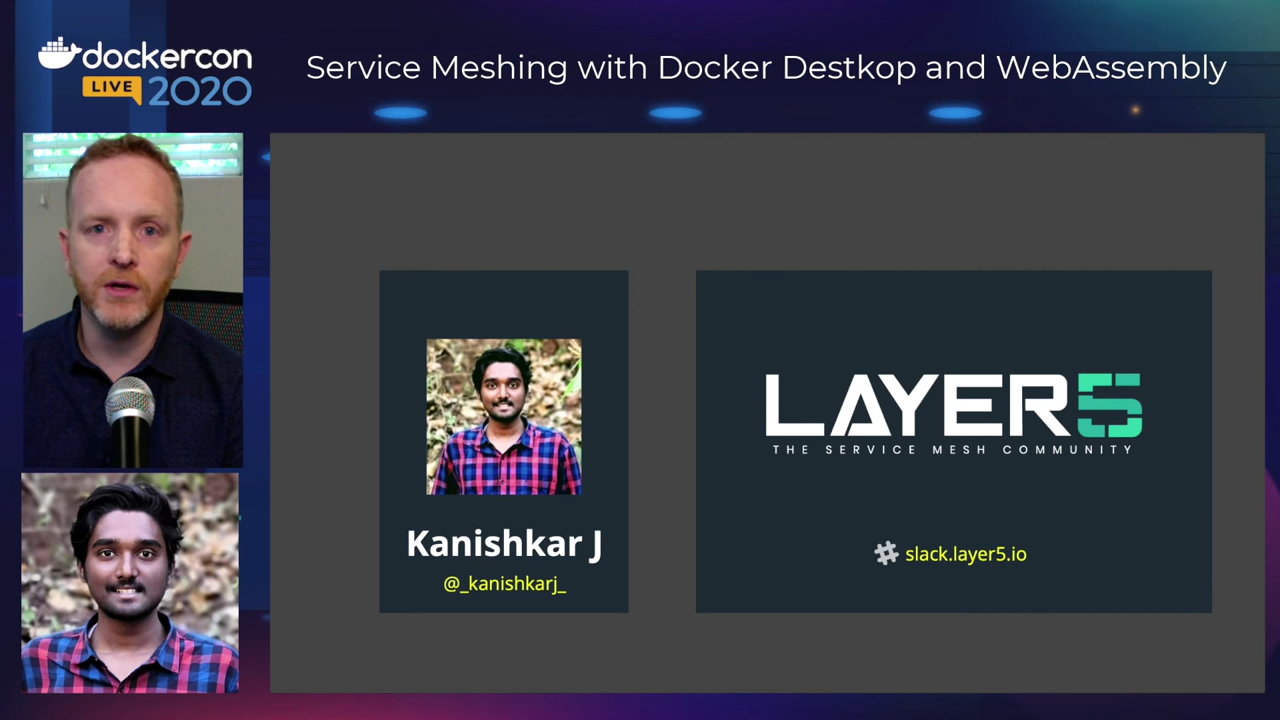 dockercon
LIVE 2020
Service Meshing with Docker Destkop and WebAssembly
Kanishkar J
@_kanishkarj_
LAYER5
THE SERVICE MESH COMMUNITY
slack.layer5.io